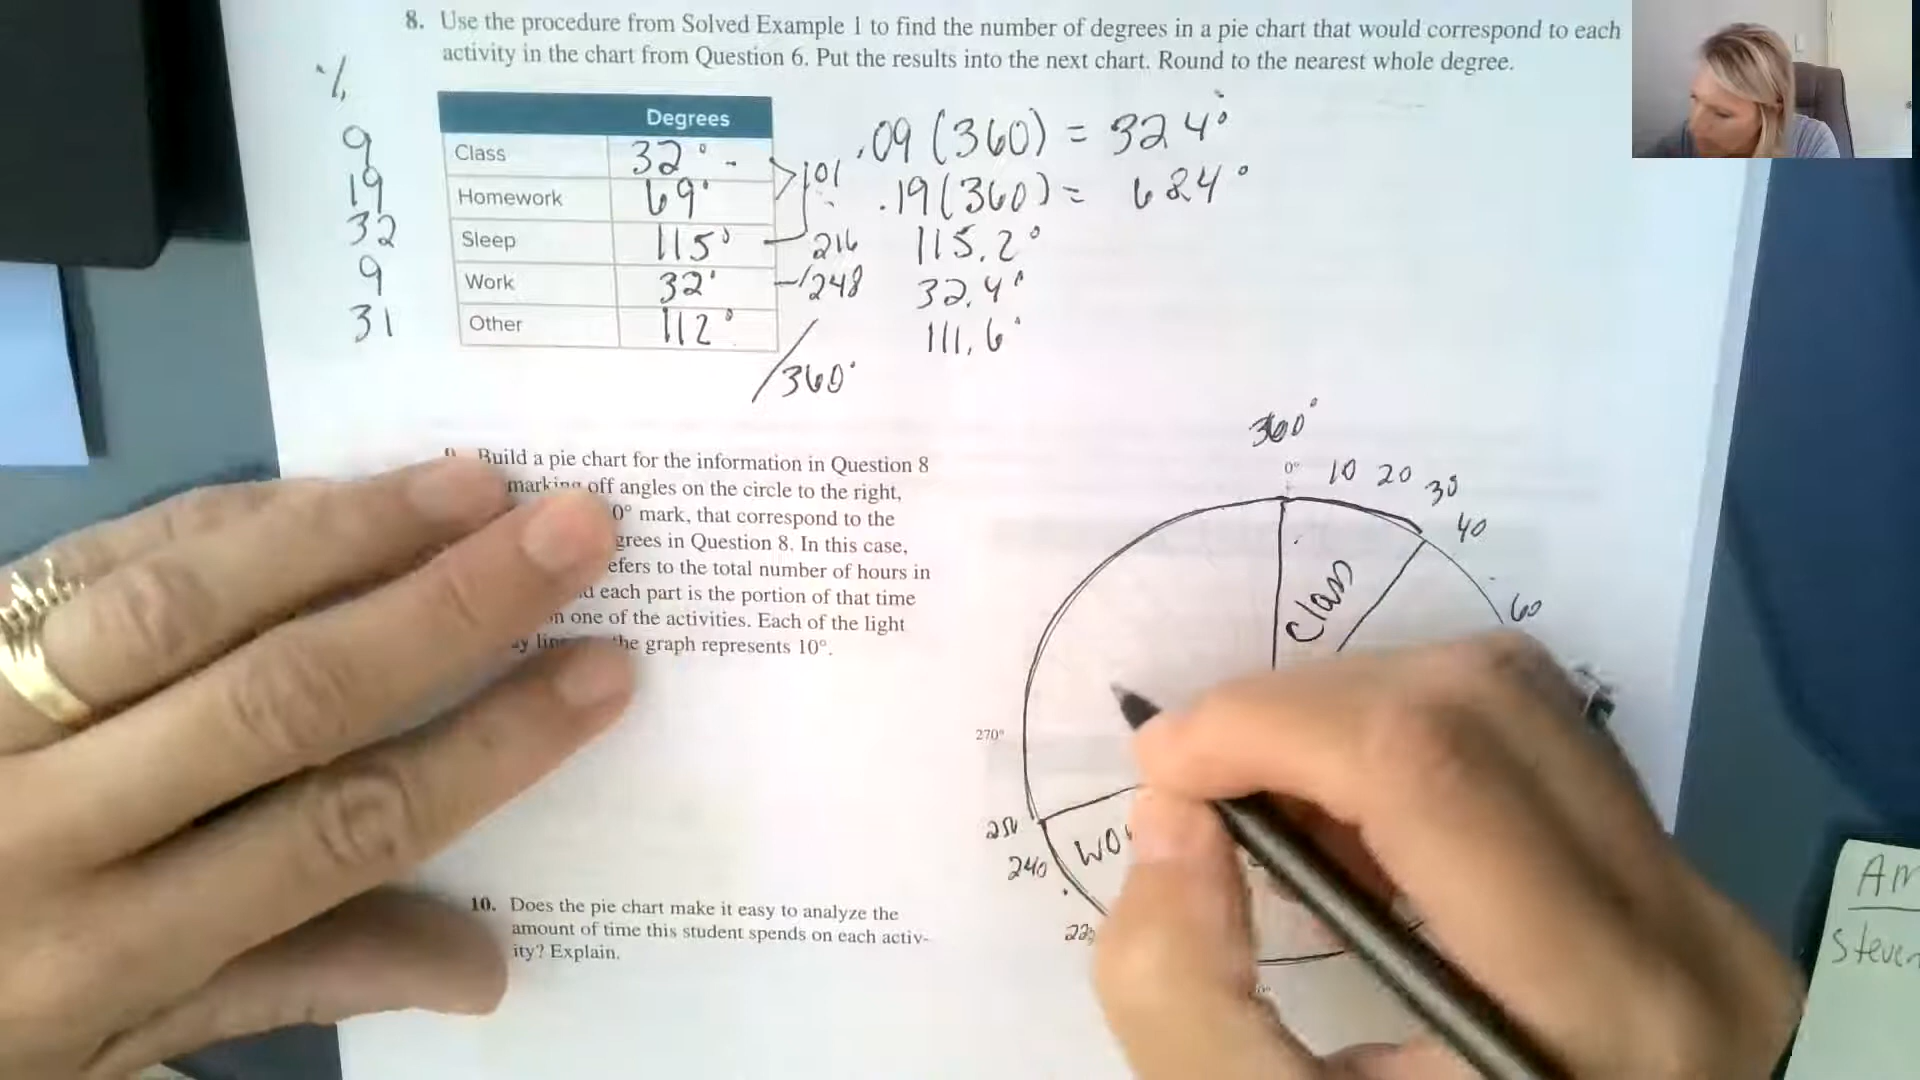 8. Use the procedure from Solved Example 1 to find the number of degrees in a pie chart that would correspond to each
activity in the chart from Question 6. Put the results into the next chart. Round to the nearest whole degree.
%
9
19
32
9
31
Degrees
Class 32°
Homework 69°
Sleep 115°
Work 32°
Other 112°
101
216
248
360°
.09 (360) = 32.4°
.19 (360) = 68.4°
115.2°
32.4°
111.6°
Build a pie chart for the information in Question 8
marking off angles on the circle to the right,
0° mark, that correspond to the
grees in Question 8. In this case,
efers to the total number of hours in
each part is the portion of that time
one of the activities. Each of the light
the graph represents 10°.
360°
0° 10 20 30
40
60
Class
270°
250
240
10. Does the pie chart make it easy to analyze the
amount of time this student spends on each activ-
ity? Explain.